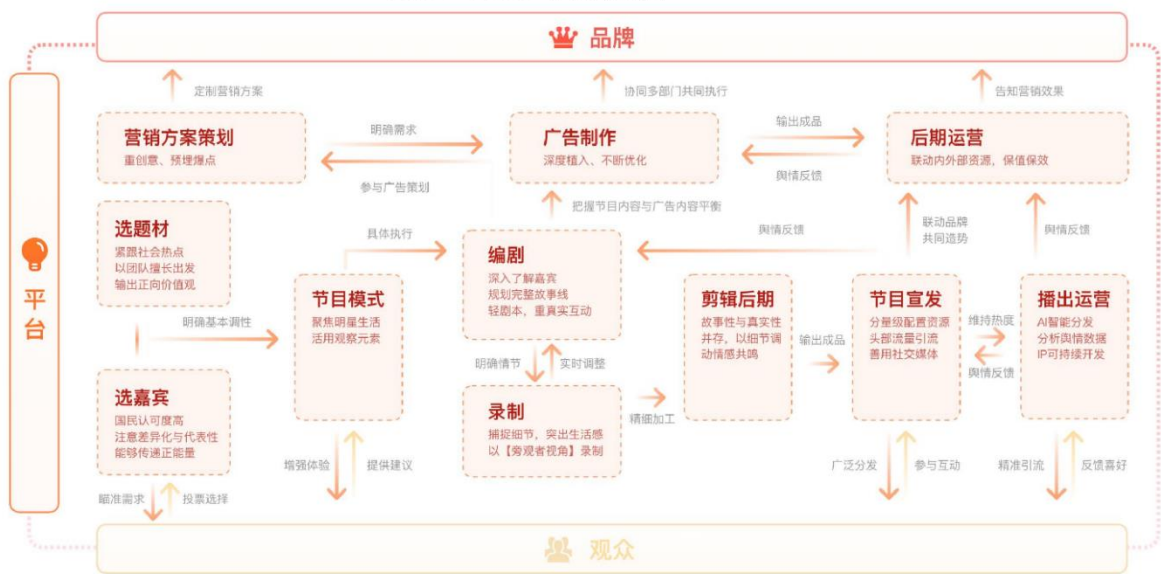 品牌
平台
定制营销方案
协同多部门共同执行
告知营销效果
营销方案策划
重创意、预埋爆点
明确需求
参与广告策划
广告制作
深度植入、不断优化
输出成品
舆情反馈
后期运营
联动内外部资源，保值保效
把握节目内容与广告内容平衡
舆情反馈
联动品牌
共同造势
舆情反馈
选题材
紧跟社会热点
以团队擅长出发
输出正向价值观
具体执行
明确基本调性
节目模式
聚焦明星生活
活用观察元素
编剧
深入了解嘉宾
规划完整故事线
轻剧本，重真实互动
明确情节
实时调整
剪辑后期
故事性与真实性
并存，以细节调
动情感共鸣
输出成品
节目宣发
分量级配置资源
头部流量引流
善用社交媒体
维持热度
舆情反馈
播出运营
AI智能分发
分析舆情数据
IP可持续开发
选嘉宾
国民认可度高
注意差异化与代表性
能够传递正能量
录制
捕捉细节，突出生活感
以【旁观者视角】录制
精细加工
瞄准需求
投票选择
增强体验
提供建议
广泛分发
参与互动
精准引流
反馈喜好
观众